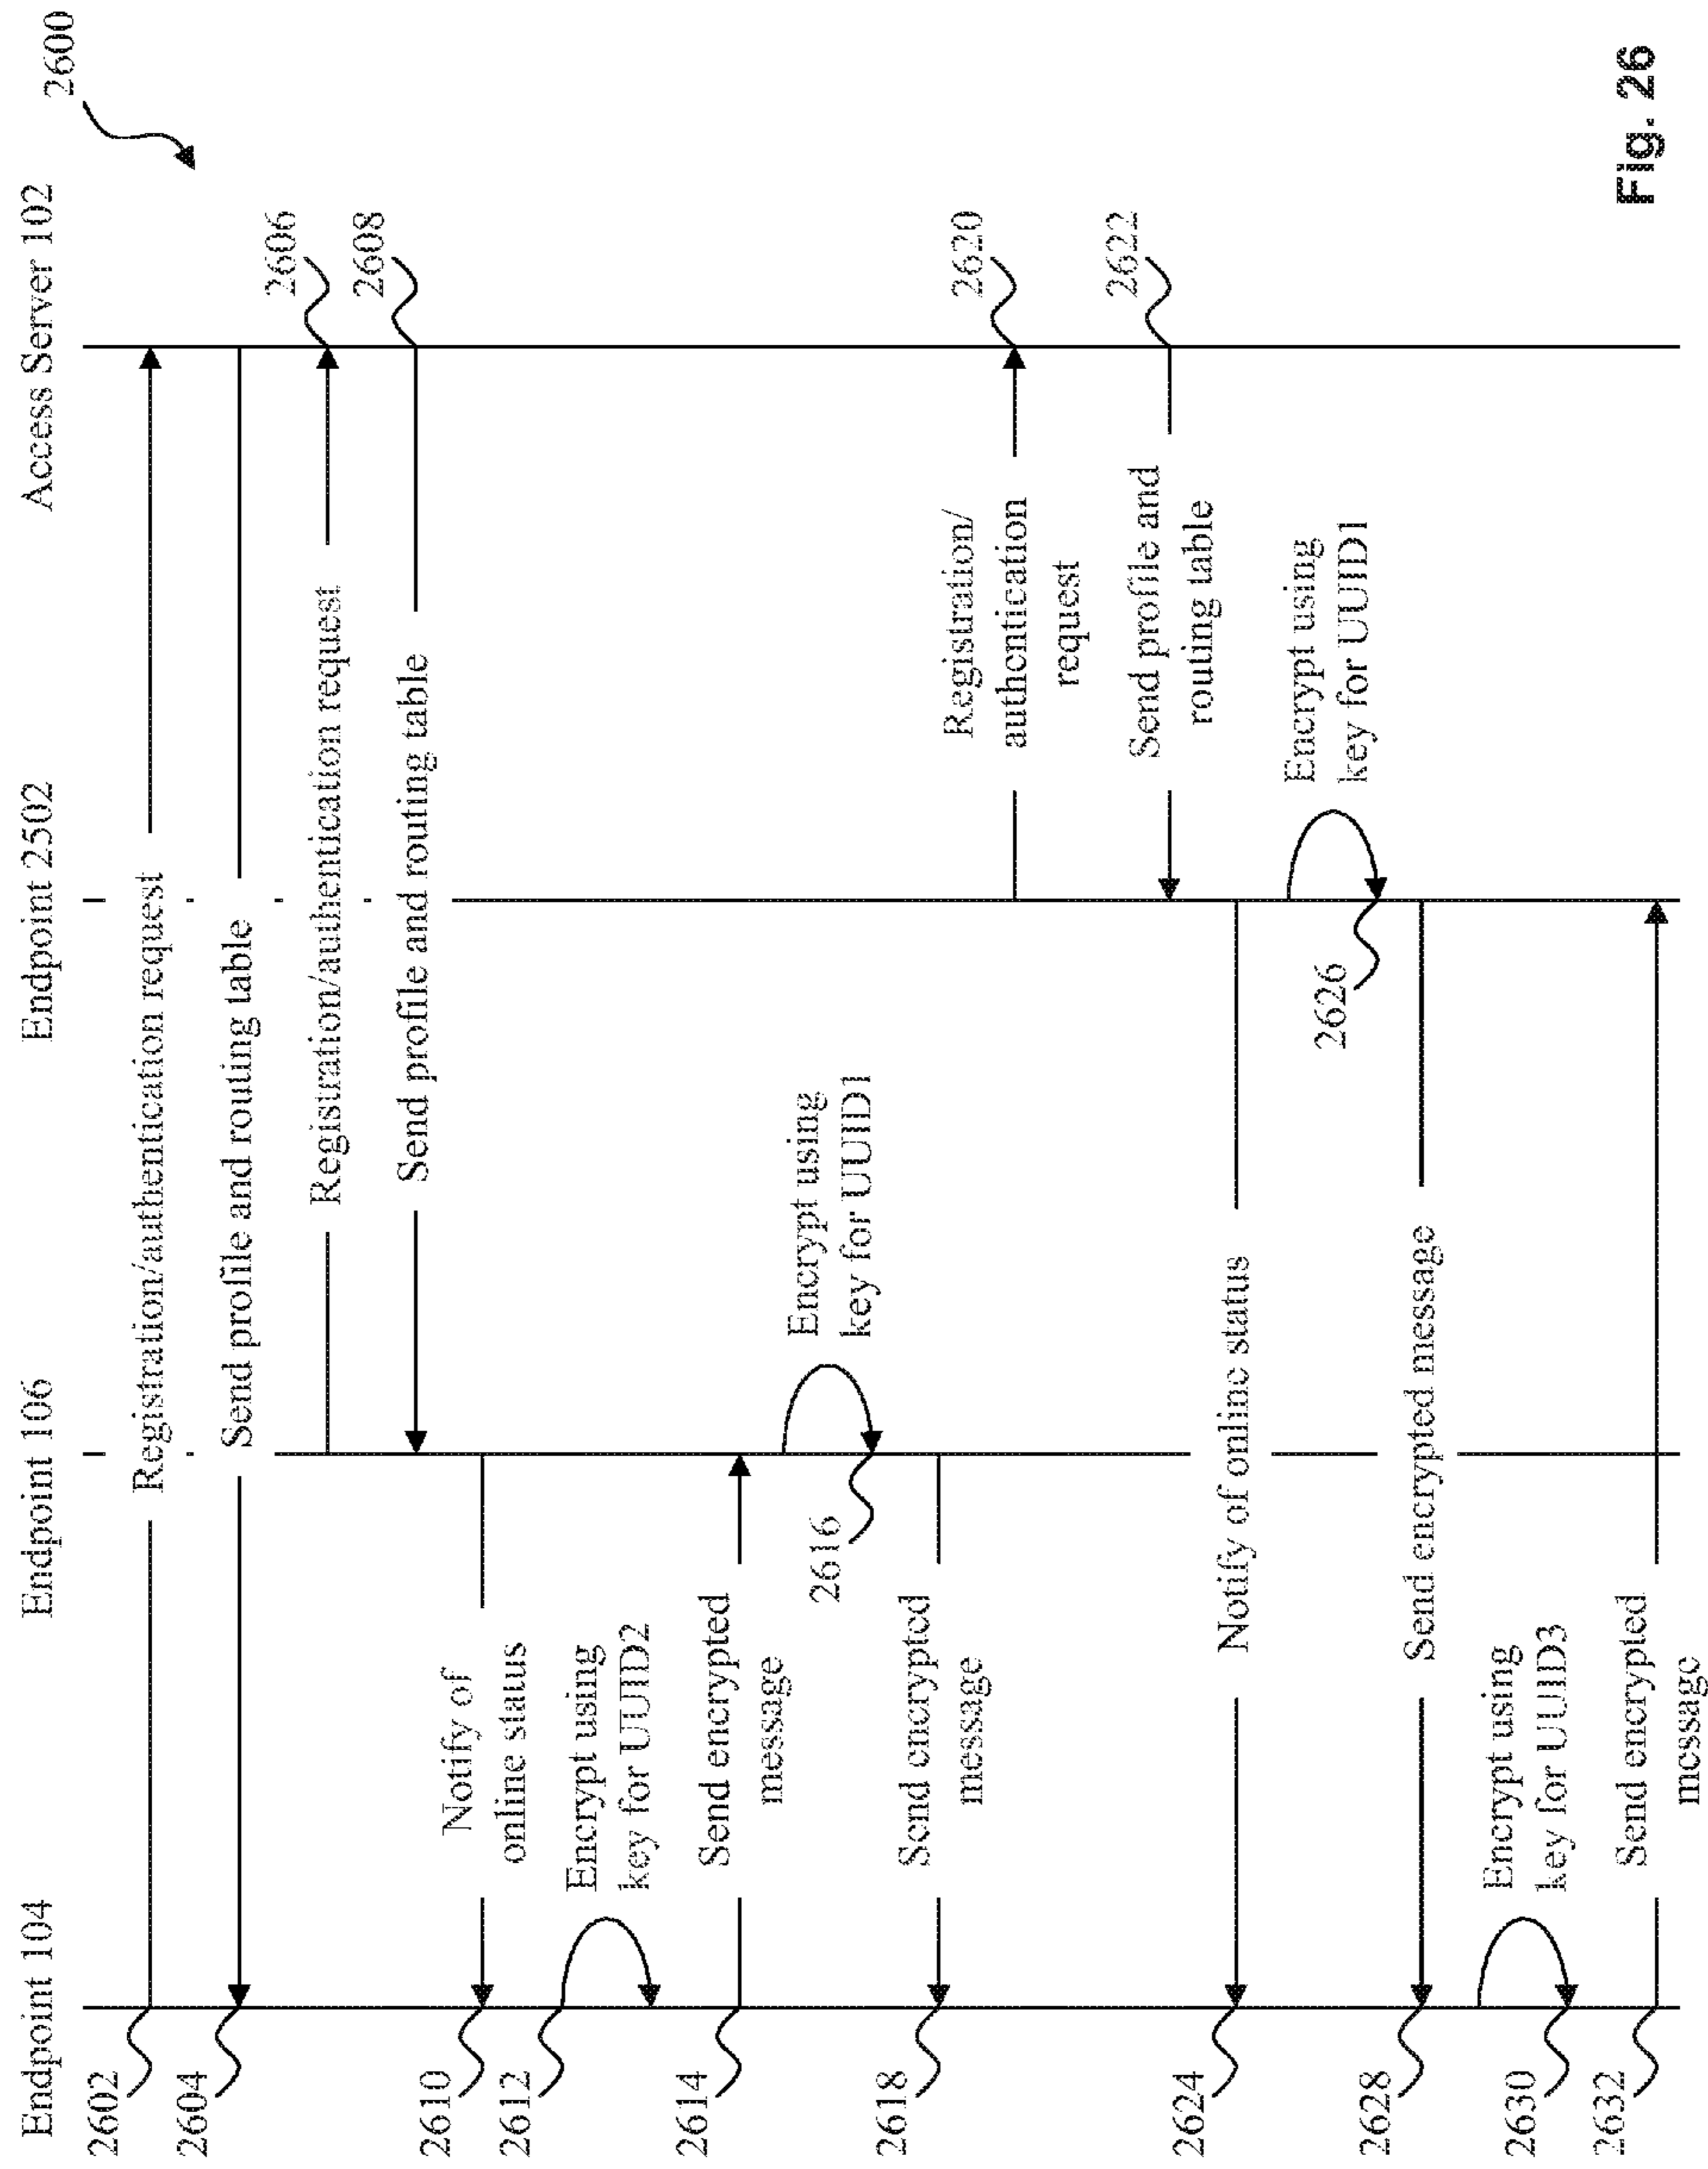 2600
Endpoint 104
Endpoint 106
Endpoint 2502
Access Server 102
2602
Registration/authentication request
2604
Send profile and routing table
Registration/authentication request
2606
Send profile and routing table
2608
2610
Notify of
online status
2612
Encrypt using
key for UUID2
2614
Send encrypted
message
Encrypt using
key for UUID1
2616
2618
Send encrypted
message
Registration/
authentication
request
2620
Send profile and
routing table
2622
2624
Notify of online status
Encrypt using
key for UUID1
2626
2628
Send encrypted message
2630
Encrypt using
key for UUID3
2632
Send encrypted
message
Fig. 26